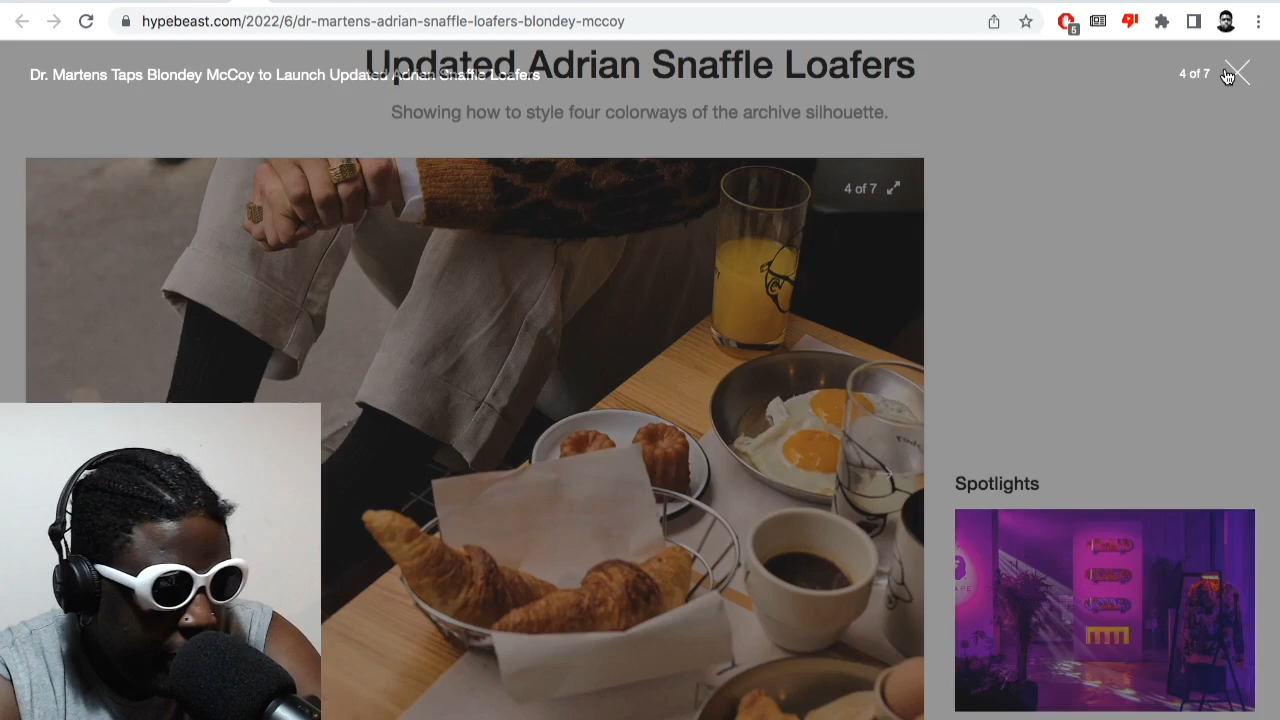 hypebeast.com/2022/6/dr-martens-adrian-snaffle-loafers-blondey-mccoy
5
Updated Adrian Snaffle Loafers
Dr. Martens Taps Blondey McCoy to Launch Updated Adrian Snaffle Loafers
4 of 7
Showing how to style four colorways of the archive silhouette.
4 of 7
Spotlights